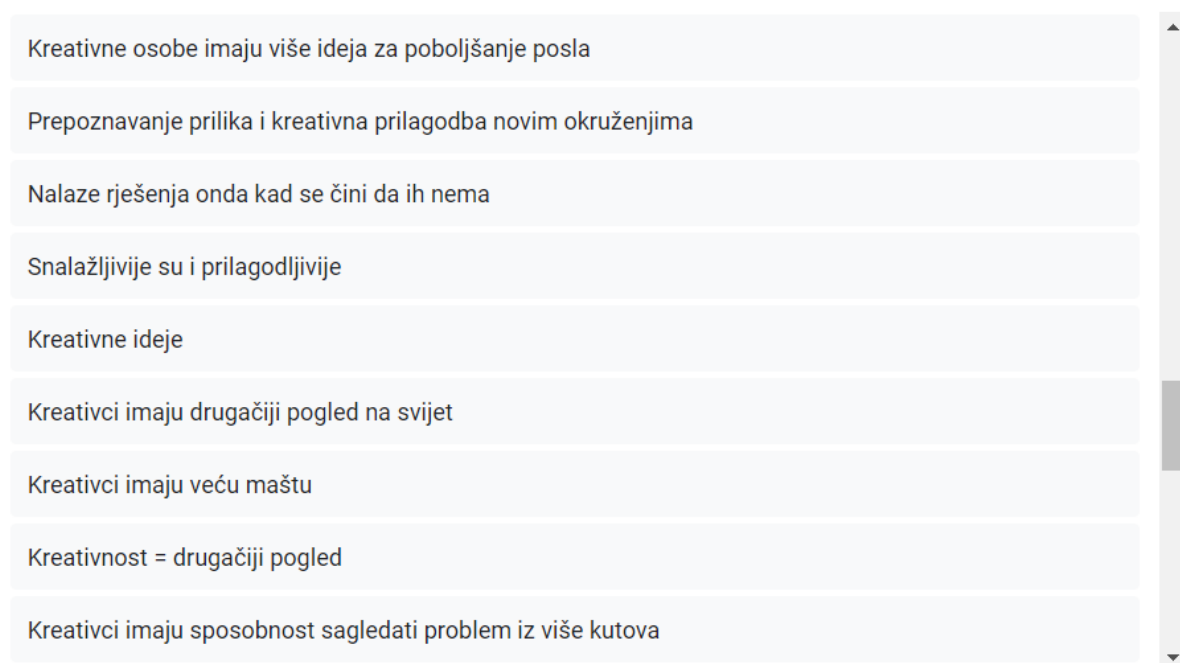 Kreativne osobe imaju više ideja za poboljšanje posla
Prepoznavanje prilika i kreativna prilagodba novim okruženjima
Nalaze rješenja onda kad se čini da ih nema
Snalažljivije su i prilagodljivije
Kreativne ideje
Kreativci imaju drugačiji pogled na svijet
Kreativci imaju veću maštu
Kreativnost = drugačiji pogled
Kreativci imaju sposobnost sagledati problem iz više kutova